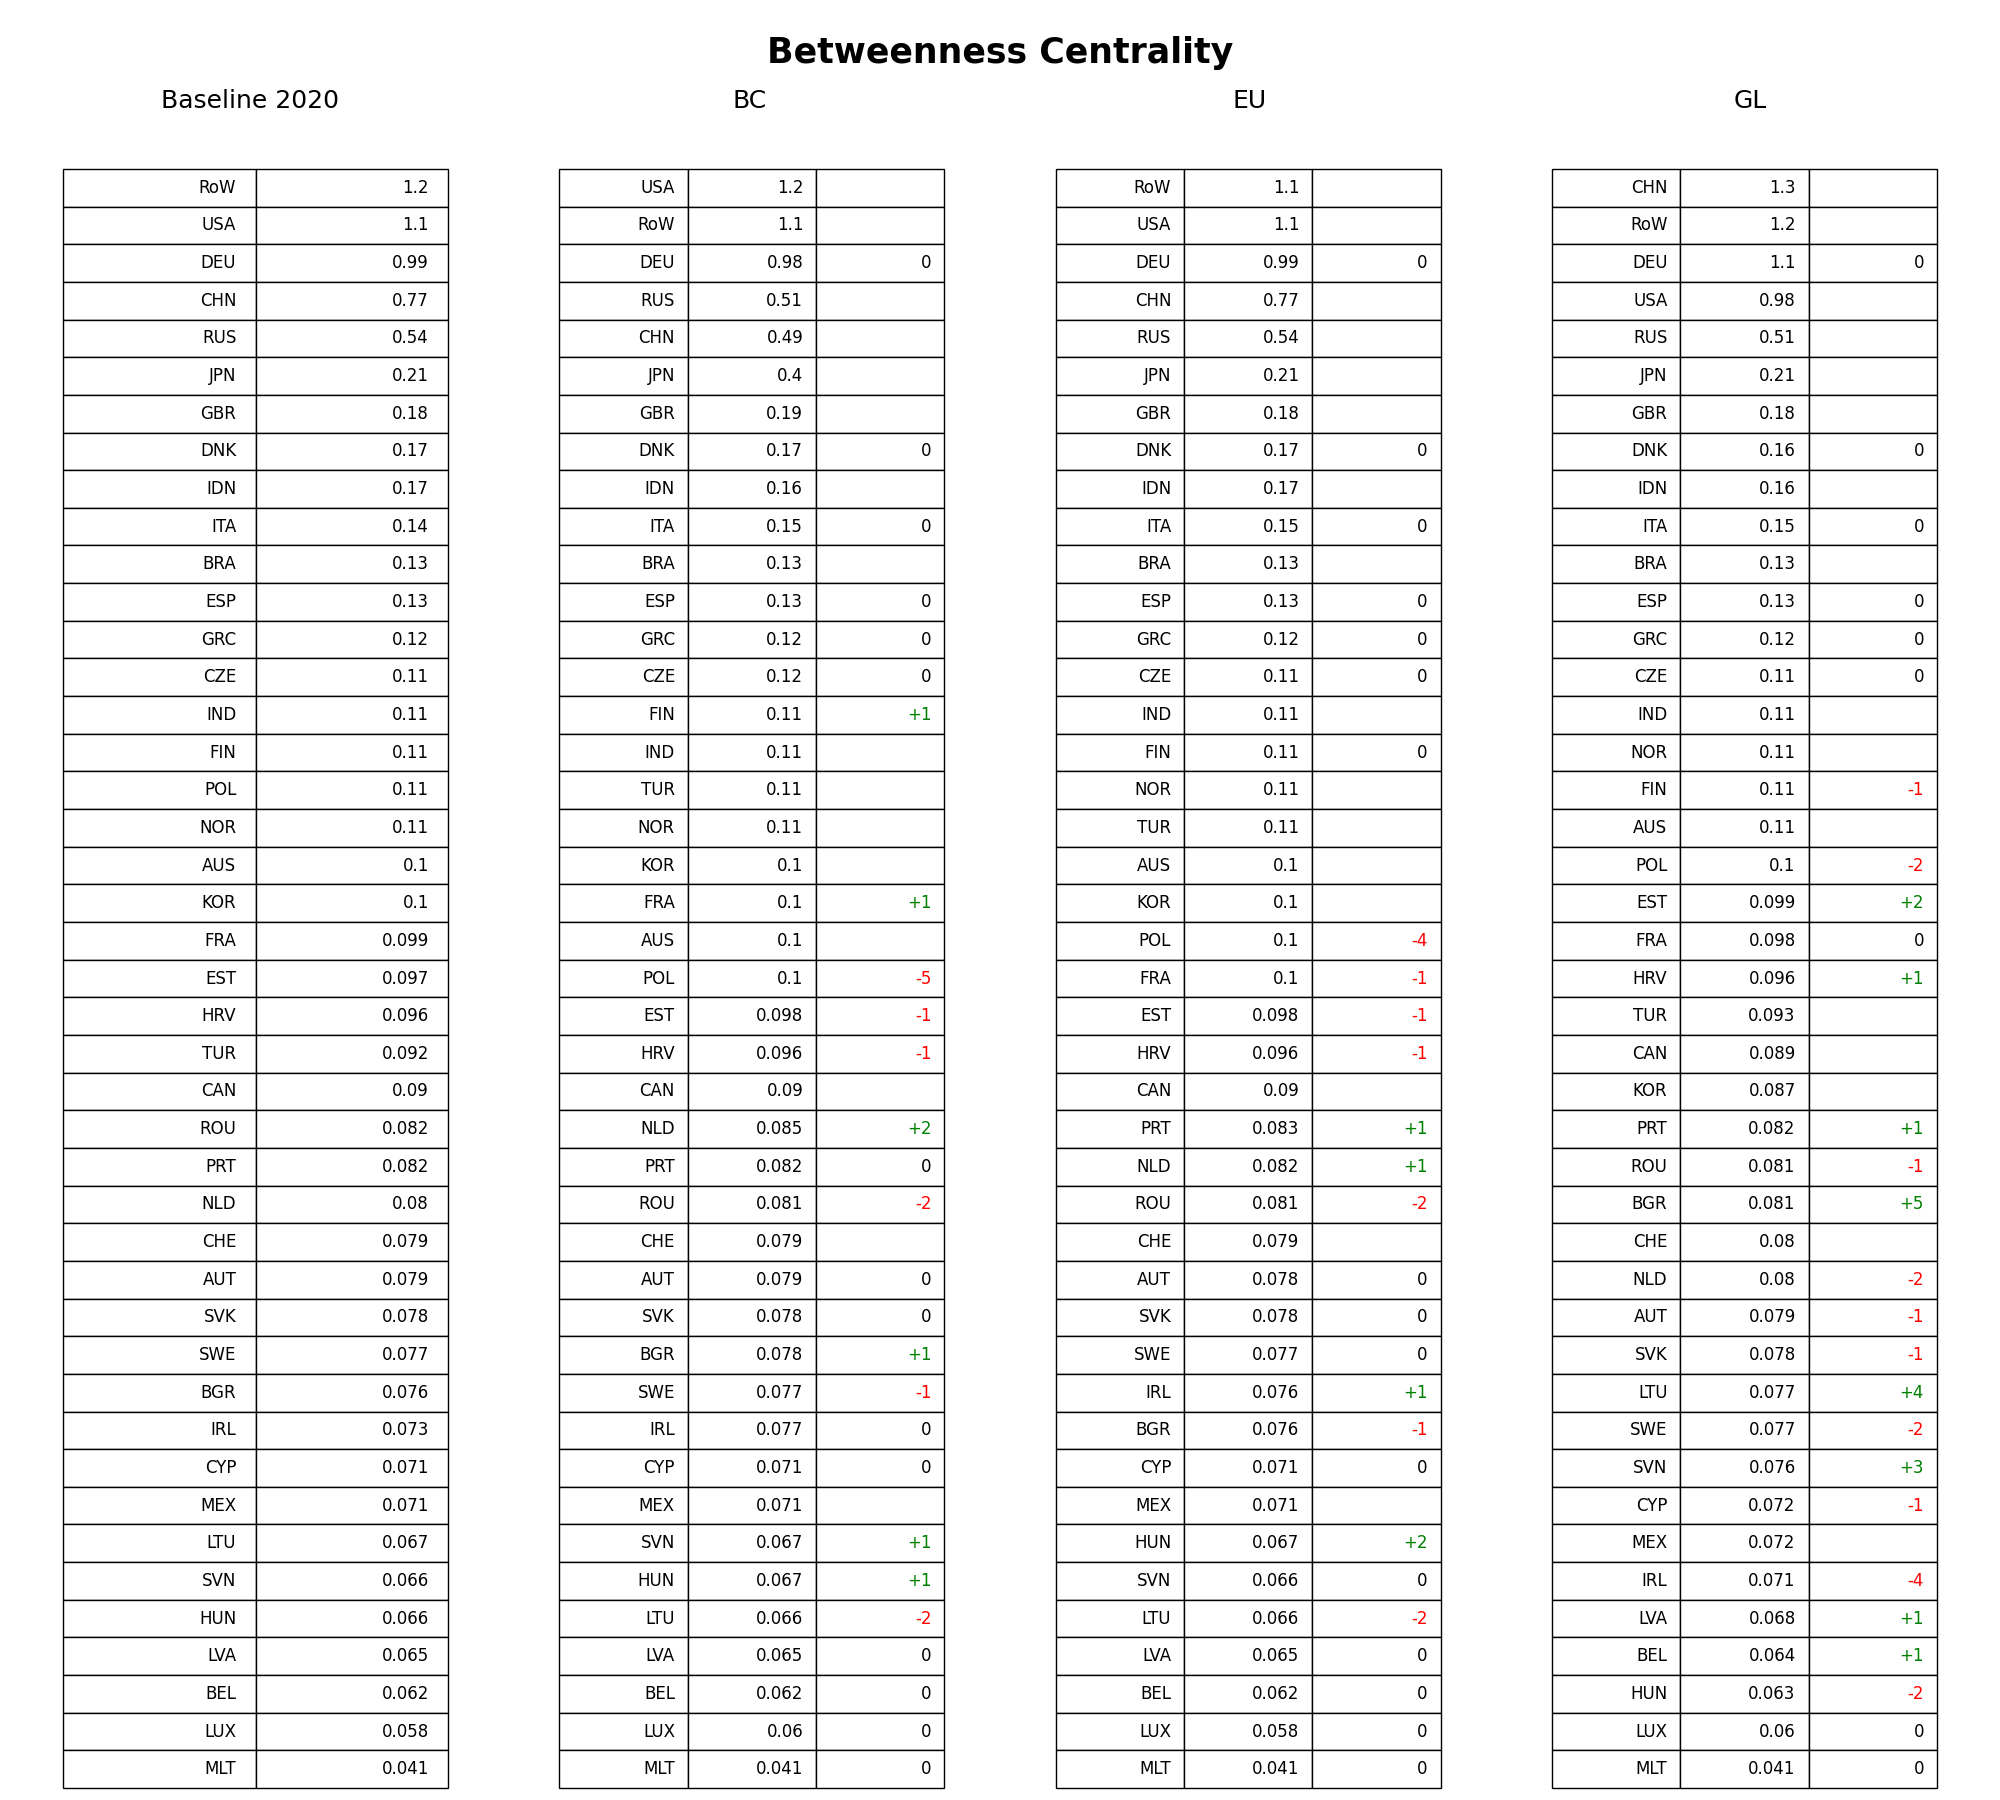 Betweenness Centrality
Baseline 2020 BC EU GL
RoW 1.2 USA 1.2 RoW 1.1 CHN 1.3
USA 1.1 RoW 1.1 USA 1.1 RoW 1.2
DEU 0.99 DEU 0.98 0 DEU 0.99 0 DEU 1.1 0
CHN 0.77 RUS 0.51 CHN 0.77 USA 0.98
RUS 0.54 CHN 0.49 RUS 0.54 RUS 0.51
JPN 0.21 JPN 0.4 JPN 0.21 JPN 0.21
GBR 0.18 GBR 0.19 GBR 0.18 GBR 0.18
DNK 0.17 DNK 0.17 0 DNK 0.17 0 DNK 0.16 0
IDN 0.17 IDN 0.16 IDN 0.17 IDN 0.16
ITA 0.14 ITA 0.15 0 ITA 0.15 0 ITA 0.15 0
BRA 0.13 BRA 0.13 BRA 0.13 BRA 0.13
ESP 0.13 ESP 0.13 0 ESP 0.13 0 ESP 0.13 0
GRC 0.12 GRC 0.12 0 GRC 0.12 0 GRC 0.12 0
CZE 0.11 CZE 0.12 0 CZE 0.11 0 CZE 0.11 0
IND 0.11 FIN 0.11 +1 IND 0.11 IND 0.11
FIN 0.11 IND 0.11 FIN 0.11 0 NOR 0.11
POL 0.11 TUR 0.11 NOR 0.11 FIN 0.11 -1
NOR 0.11 NOR 0.11 TUR 0.11 AUS 0.11
AUS 0.1 KOR 0.1 AUS 0.1 POL 0.1 -2
KOR 0.1 FRA 0.1 +1 KOR 0.1 EST 0.099 +2
FRA 0.099 AUS 0.1 POL 0.1 -4 FRA 0.098 0
EST 0.097 POL 0.1 -5 FRA 0.1 -1 HRV 0.096 +1
HRV 0.096 EST 0.098 -1 EST 0.098 -1 TUR 0.093
TUR 0.092 HRV 0.096 -1 HRV 0.096 -1 CAN 0.089
CAN 0.09 CAN 0.09 CAN 0.09 KOR 0.087
ROU 0.082 NLD 0.085 +2 PRT 0.083 +1 PRT 0.082 +1
PRT 0.082 PRT 0.082 0 NLD 0.082 +1 ROU 0.081 -1
NLD 0.08 ROU 0.081 -2 ROU 0.081 -2 BGR 0.081 +5
CHE 0.079 CHE 0.079 CHE 0.079 CHE 0.08
AUT 0.079 AUT 0.079 0 AUT 0.078 0 NLD 0.08 -2
SVK 0.078 SVK 0.078 0 SVK 0.078 0 AUT 0.079 -1
SWE 0.077 BGR 0.078 +1 SWE 0.077 0 SVK 0.078 -1
BGR 0.076 SWE 0.077 -1 IRL 0.076 +1 LTU 0.077 +4
IRL 0.073 IRL 0.077 0 BGR 0.076 -1 SWE 0.077 -2
CYP 0.071 CYP 0.071 0 CYP 0.071 0 SVN 0.076 +3
MEX 0.071 MEX 0.071 MEX 0.071 CYP 0.072 -1
LTU 0.067 SVN 0.067 +1 HUN 0.067 +2 MEX 0.072
SVN 0.066 HUN 0.067 +1 SVN 0.066 0 IRL 0.071 -4
HUN 0.066 LTU 0.066 -2 LTU 0.066 -2 LVA 0.068 +1
LVA 0.065 LVA 0.065 0 LVA 0.065 0 BEL 0.064 +1
BEL 0.062 BEL 0.062 0 BEL 0.062 0 HUN 0.063 -2
LUX 0.058 LUX 0.06 0 LUX 0.058 0 LUX 0.06 0
MLT 0.041 MLT 0.041 0 MLT 0.041 0 MLT 0.041 0